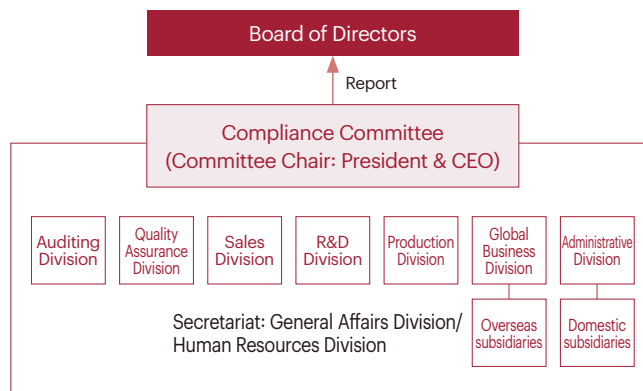 Board of Directors
Report
Compliance Committee
(Committee Chair: President & CEO)
Auditing
Division
Quality
Assurance
Division
Sales
Division
R&D
Division
Production
Division
Global
Business
Division
Administrative
Division
Secretariat: General Affairs Division/
Human Resources Division
Overseas
subsidiaries
Domestic
subsidiaries